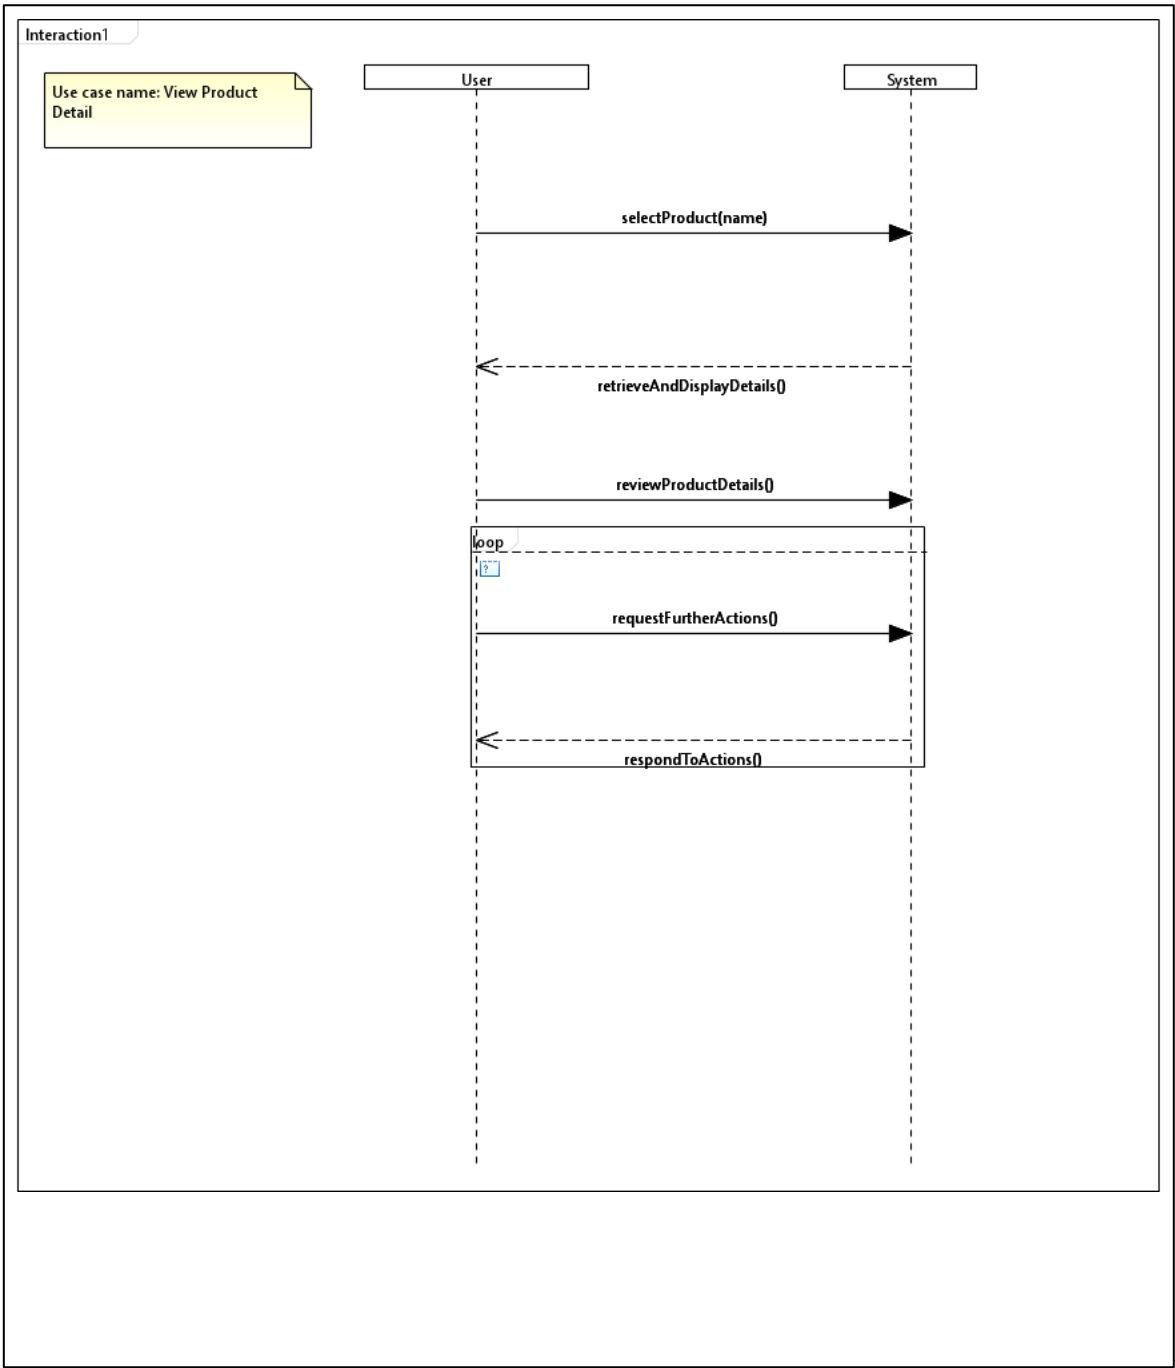 Interaction1
Use case name: View Product
Detail
User
System
selectProduct(name)
retrieveAndDisplayDetails()
reviewProductDetails()
loop
?
requestFurtherActions()
respondToActions()